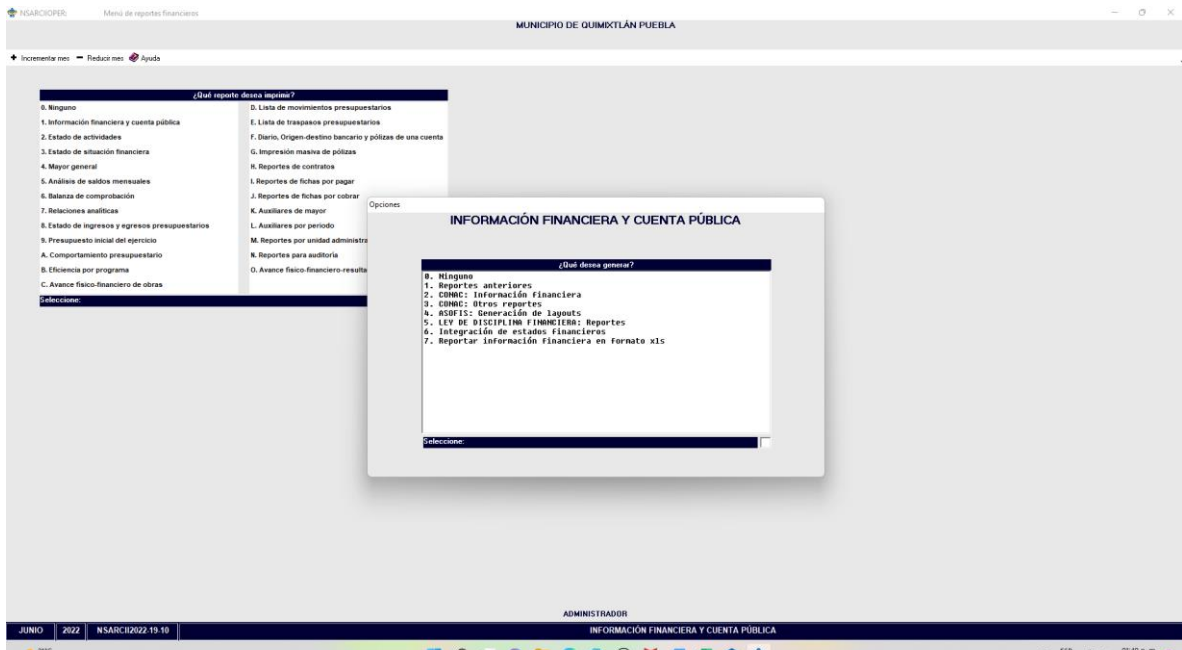 NSARCIIOPER: Menú de reportes financieros
MUNICIPIO DE QUIMIXTLÁN PUEBLA
Incrementar mes Reducir mes Ayuda
¿Qué reporte desea imprimir?
0. Ninguno
1. Información financiera y cuenta pública
2. Estado de actividades
3. Estado de situación financiera
4. Mayor general
5. Análisis de saldos mensuales
6. Balanza de comprobación
7. Relaciones analíticas
8. Estado de ingresos y egresos presupuestarios
9. Presupuesto inicial del ejercicio
A. Comportamiento presupuestario
B. Eficiencia por programa
C. Avance físico-financiero de obras
D. Lista de movimientos presupuestarios
E. Lista de traspasos presupuestarios
F. Diario, Origen-destino bancario y pólizas de una cuenta
G. Impresión masiva de pólizas
H. Reportes de contratos
I. Reportes de fichas por pagar
J. Reportes de fichas por cobrar
K. Auxiliares de mayor
L. Auxiliares por periodo
M. Reportes por unidad administra
N. Reportes para auditoría
O. Avance físico-financiero-resulta
Seleccione:
Opciones
INFORMACIÓN FINANCIERA Y CUENTA PÚBLICA
¿Qué desea generar?
0. Ninguno
1. Reportes anteriores
2. CONAC: Información financiera
3. CONAC: Otros reportes
4. ASOFIS: Generación de layouts
5. LEY DE DISCIPLINA FINANCIERA: Reportes
6. Integración de estados financieros
7. Reportar información financiera en formato xls
Seleccione:
ADMINISTRADOR
JUNIO 2022 NSARCII2022-19-10 INFORMACIÓN FINANCIERA Y CUENTA PÚBLICA